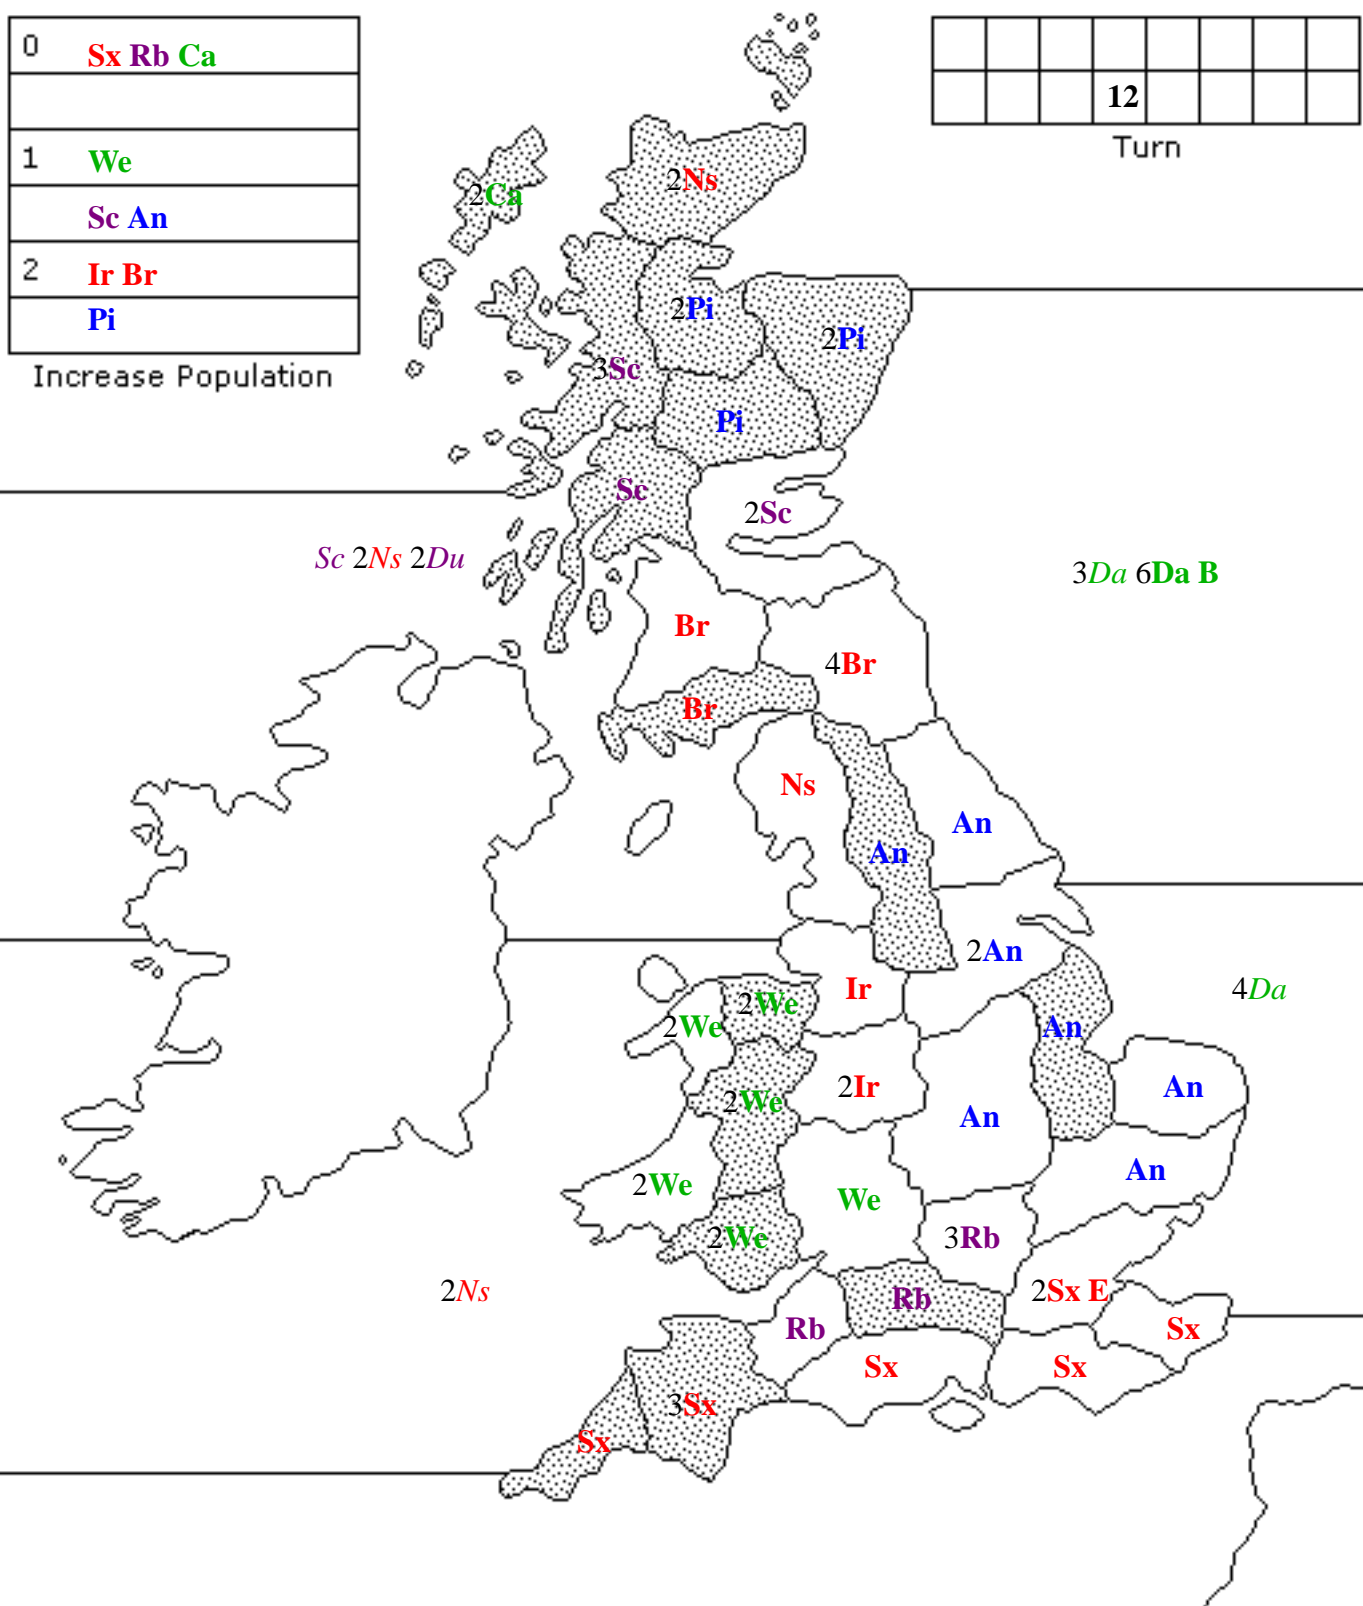 0 Sx Rb Ca
1 We
Sc An
2 Ir Br
Pi
Increase Population
12
Turn
2Ns
2Ca
2Pi
2Pi
3Sc
Pi
Sc
2Sc
Sc 2Ns 2Du
3Da 6Da B
Br
4Br
Br
Ns
An
An
2An
Ir
4Da
2We
2We
An
2Ir
An
2We
An
An
2We
We
2We
3Rb
2Ns
Rb
2Sx E
Rb
Sx
Sx
Sx
3Sx
Sx